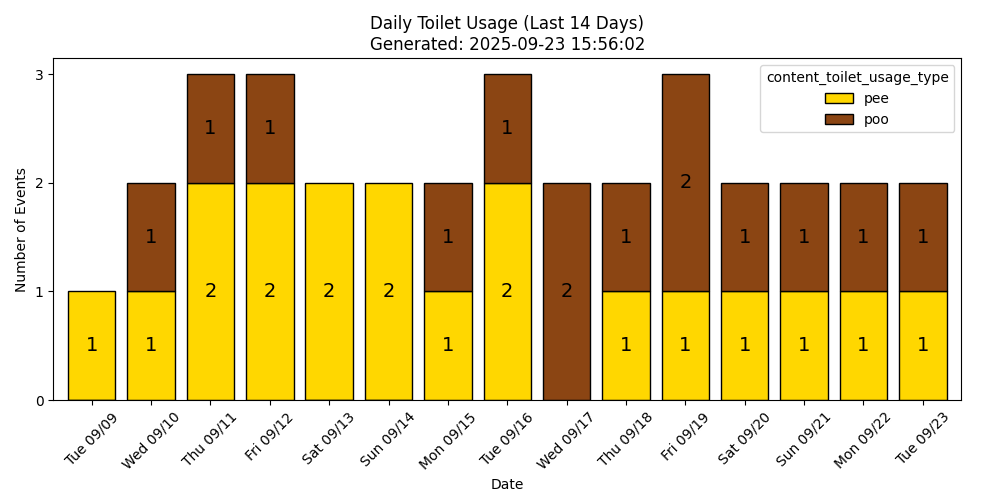 Daily Toilet Usage (Last 14 Days)
Generated: 2025-09-23 15:56:02
content_toilet_usage_type
pee
poo
Number of Events
3
2
1
0
1
1
1
2
1
2
1
2
2
1
1
2
1
2
1
1
1
2
1
1
1
1
1
1
1
1
Tue 09/09
Wed 09/10
Thu 09/11
Fri 09/12
Sat 09/13
Sun 09/14
Mon 09/15
Tue 09/16
Wed 09/17
Thu 09/18
Fri 09/19
Sat 09/20
Sun 09/21
Mon 09/22
Tue 09/23
Date